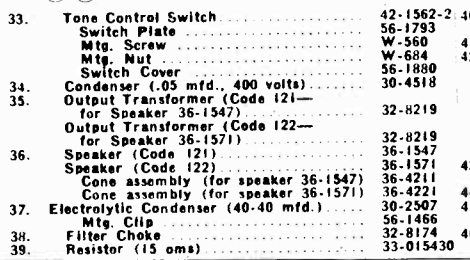 33. Tone Control Switch 42-1562-2
Switch Plate 56-1793
Mtg. Screw W-560
Mtg. Nut W-684
Switch Cover 56-1880
34. Condenser (.05 mfd., 400 volts) 30-4518
35. Output Transformer (Code 121—
for Speaker 36-1547) 32-8219
Output Transformer (Code 122—
for Speaker 36-1571) 32-8219
36. Speaker (Code 121) 36-1547
Speaker (Code 122) 36-1571
Cone assembly (for speaker 36-1547) 36-4211
Cone assembly (for speaker 36-1571) 36-4221
37. Electrolytic Condenser (40-40 mfd.) 30-2507
Mtg. Clip 56-1466
38. Filter Choke 32-8174
39. Resistor (15 oms) 33-015430